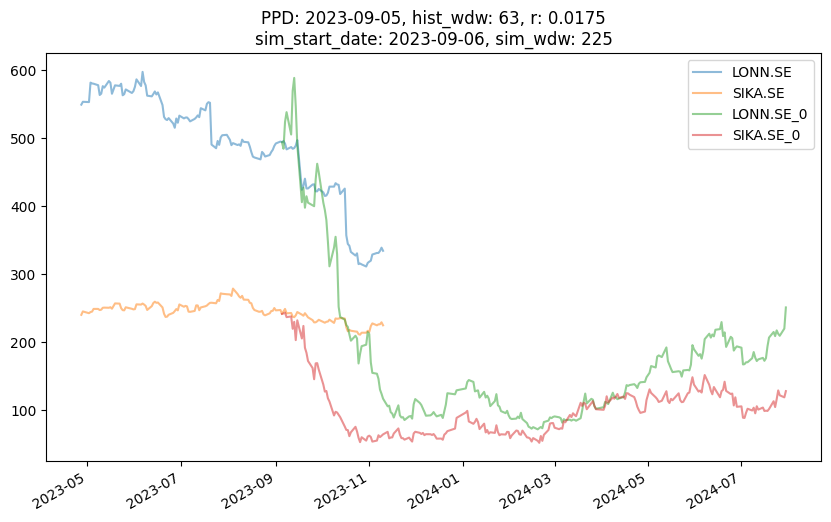 PPD: 2023-09-05, hist_wdw: 63, r: 0.0175
sim_start_date: 2023-09-06, sim_wdw: 225
LONN.SE
SIKA.SE
LONN.SE_0
SIKA.SE_0
600
500
400
300
200
100
2023-05
2023-07
2023-09
2023-11
2024-01
2024-03
2024-05
2024-07